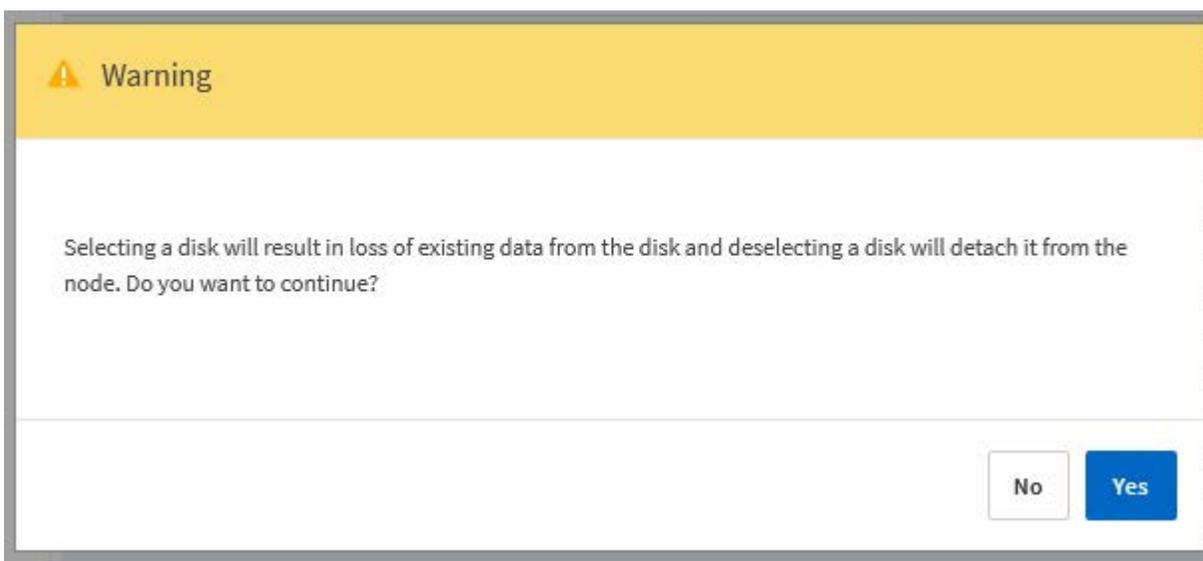 Warning
Selecting a disk will result in loss of existing data from the disk and deselecting a disk will detach it from the
node. Do you want to continue?
No
Yes